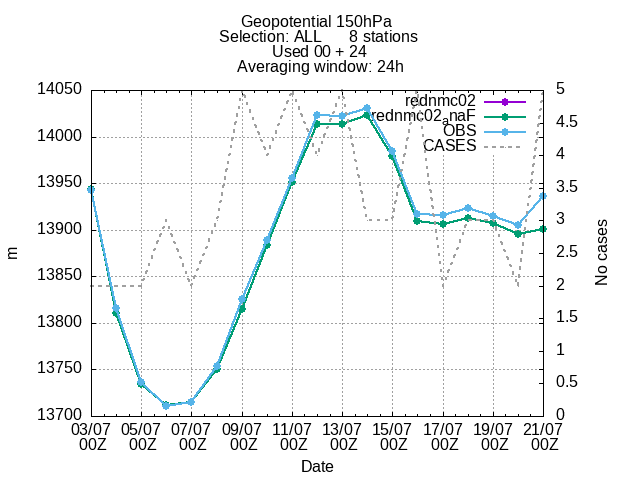 Geopotential 150hPa
Selection: ALL 8 stations
Used 00 + 24
Averaging window: 24h
14050
14000
13950
13900
13850
13800
13750
13700
m
5
4.5
4
3.5
3
2.5
2
1.5
1
0.5
0
No cases
rednmc02
rednmc02_naF
OBS
CASES
03/07 05/07 07/07 09/07 11/07 13/07 15/07 17/07 19/07 21/07
00Z 00Z 00Z 00Z 00Z 00Z 00Z 00Z 00Z 00Z
Date